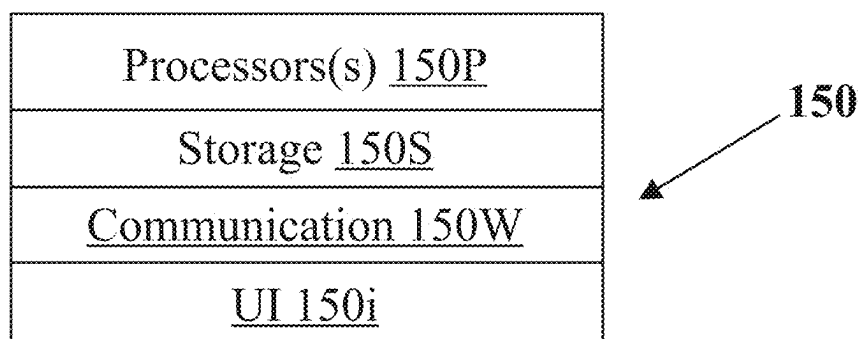 Processors(s) 150P
150
Storage 150S
Communication 150W
UI 150i